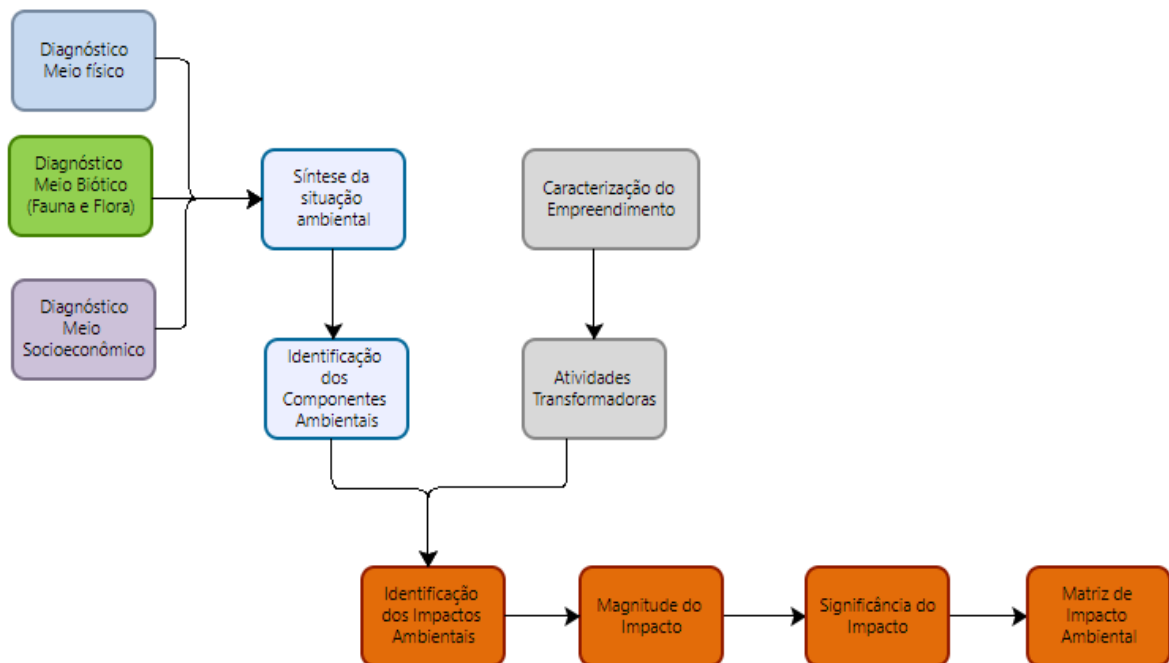 Diagnóstico
Meio físico
Diagnóstico
Meio Biótico
(Fauna e Flora)
Diagnóstico
Meio
Socioeconômico
Síntese da
situação
ambiental
Caracterização do
Empreendimento
Identificação
dos
Componentes
Ambientais
Atividades
Transformadoras
Identificação
dos Impactos
Ambientais
Magnitude do
Impacto
Significância do
Impacto
Matriz de
Impacto
Ambiental